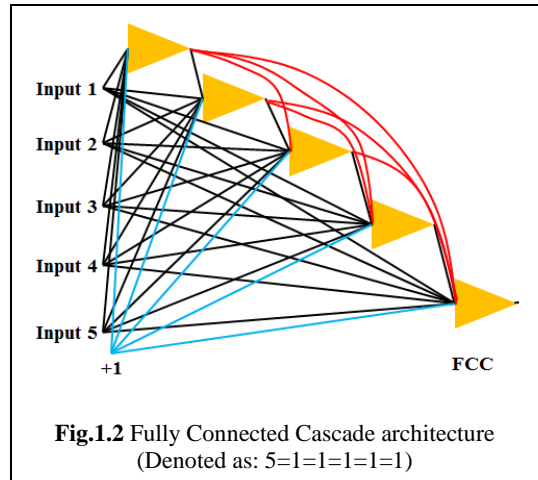 Input 1
Input 2
Input 3
Input 4
Input 5
+1
FCC
Fig.1.2 Fully Connected Cascade architecture
(Denoted as: 5=1=1=1=1=1)